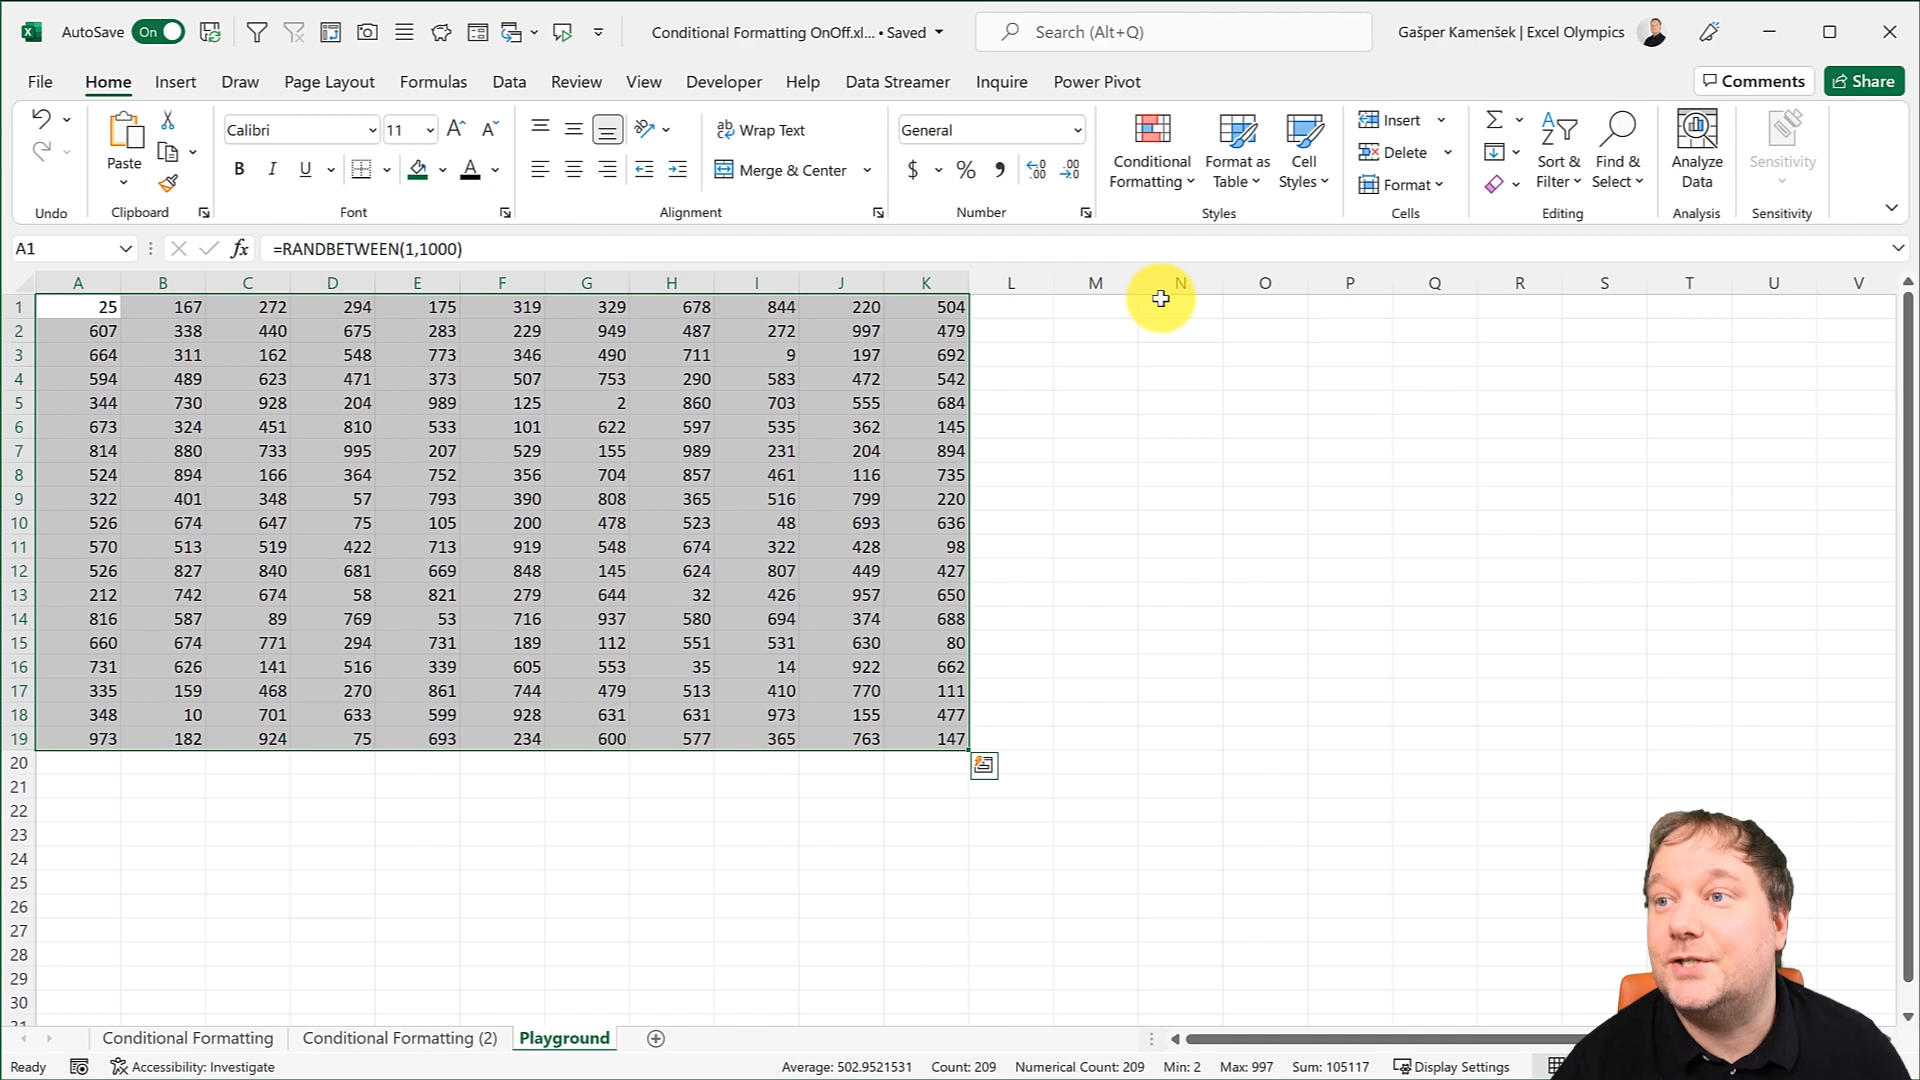 AutoSave On Conditional Formatting OnOff.xl... • Saved Search (Alt+Q) Gašper Kamenšek | Excel Olympics
File Home Insert Draw Page Layout Formulas Data Review View Developer Help Data Streamer Inquire Power Pivot Comments Share
Calibri 11 Wrap Text General Insert
Paste B I U Merge & Center $ % Conditional Formatting Format as Table Cell Styles Delete Format Sort & Filter Find & Select Analyze Data Sensitivity
Undo Clipboard Font Alignment Number Styles Cells Editing Analysis Sensitivity
A1 fx =RANDBETWEEN(1,1000)
A B C D E F G H I J K L M N O P Q R S T U V
1 25 167 272 294 175 319 329 678 844 220 504
2 607 338 440 675 283 229 949 487 272 997 479
3 664 311 162 548 773 346 490 711 9 197 692
4 594 489 623 471 373 507 753 290 583 472 542
5 344 730 928 204 989 125 2 860 703 555 684
6 673 324 451 810 533 101 622 597 535 362 145
7 814 880 733 995 207 529 155 989 231 204 894
8 524 894 166 364 752 356 704 857 461 116 735
9 322 401 348 57 793 390 808 365 516 799 220
10 526 674 647 75 105 200 478 523 48 693 636
11 570 513 519 422 713 919 548 674 322 428 98
12 526 827 840 681 669 848 145 624 807 449 427
13 212 742 674 58 821 279 644 32 426 957 650
14 816 587 89 769 53 716 937 580 694 374 688
15 660 674 771 294 731 189 112 551 531 630 80
16 731 626 141 516 339 605 553 35 14 922 662
17 335 159 468 270 861 744 479 513 410 770 111
18 348 10 701 633 599 928 631 631 973 155 477
19 973 182 924 75 693 234 600 577 365 763 147
20
21
22
23
24
25
26
27
28
29
30
Conditional Formatting Conditional Formatting (2) Playground
Ready Accessibility: Investigate Average: 502.9521531 Count: 209 Numerical Count: 209 Min: 2 Max: 997 Sum: 105117 Display Settings